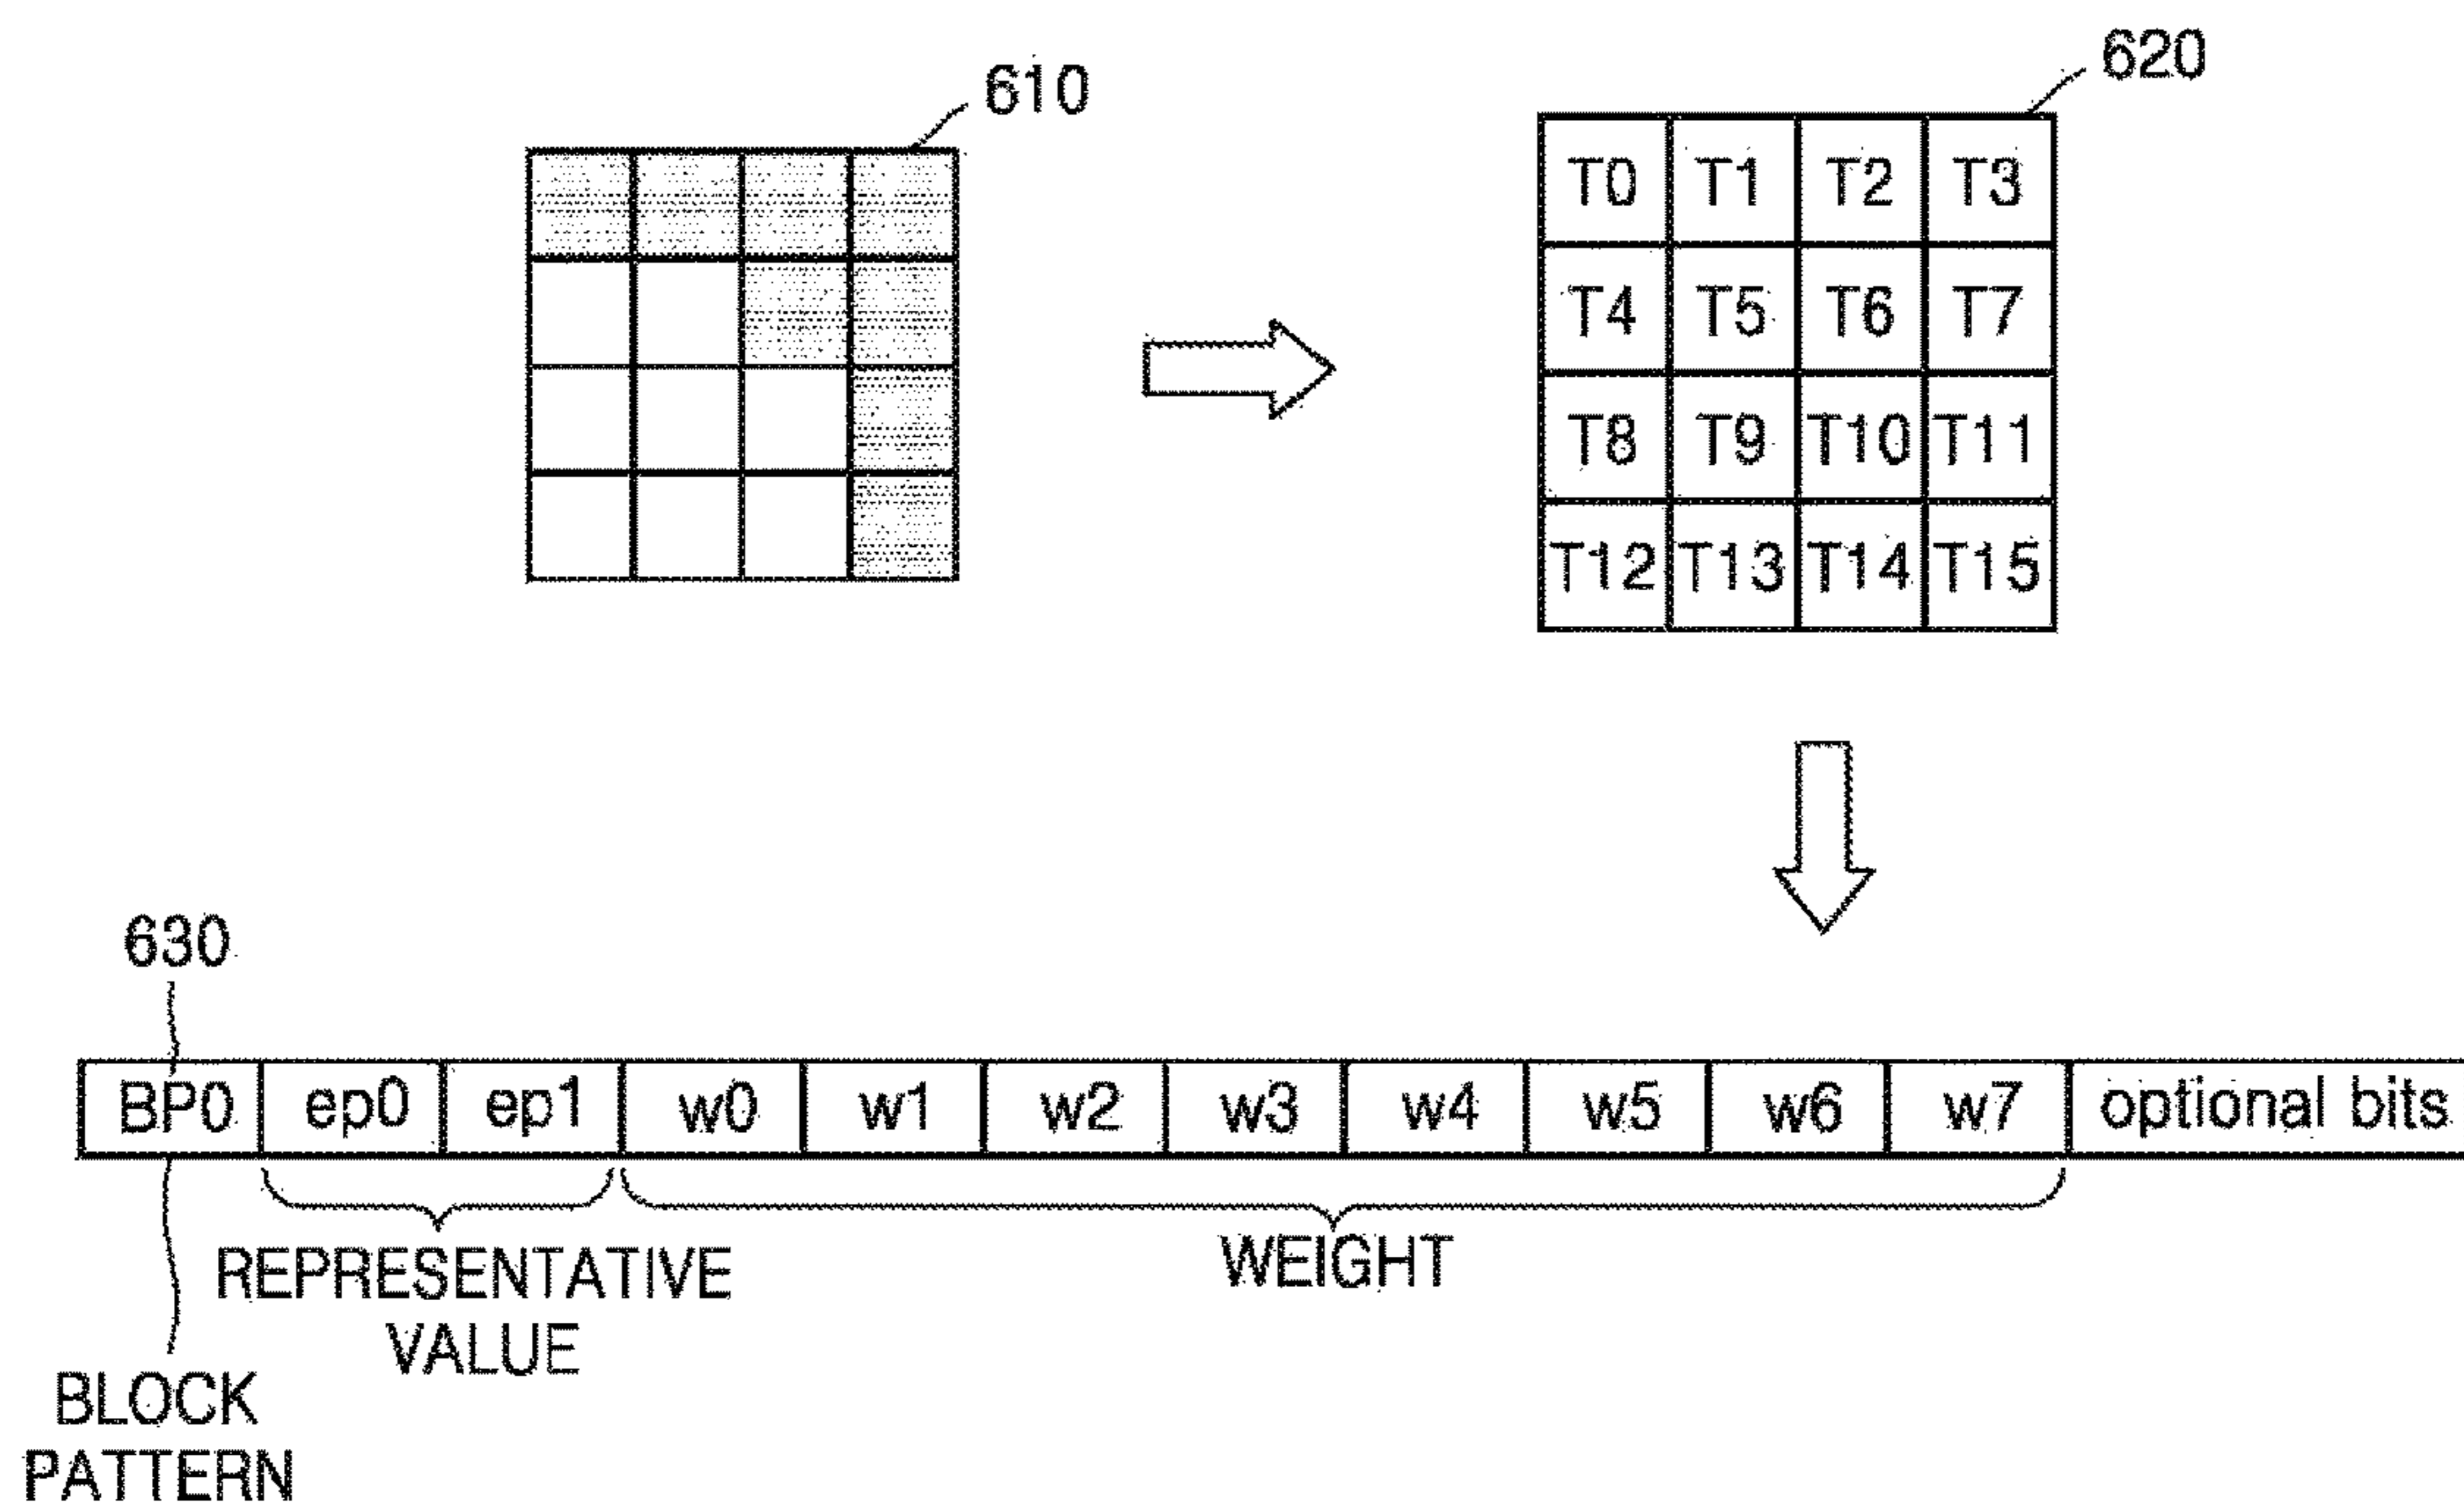 610
620
T0 T1 T2 T3
T4 T5 T6 T7
T8 T9 T10 T11
T12 T13 T14 T15
630
BP0 ep0 ep1 w0 w1 w2 w3 w4 w5 w6 w7 optional bits
REPRESENTATIVE
VALUE
WEIGHT
BLOCK
PATTERN